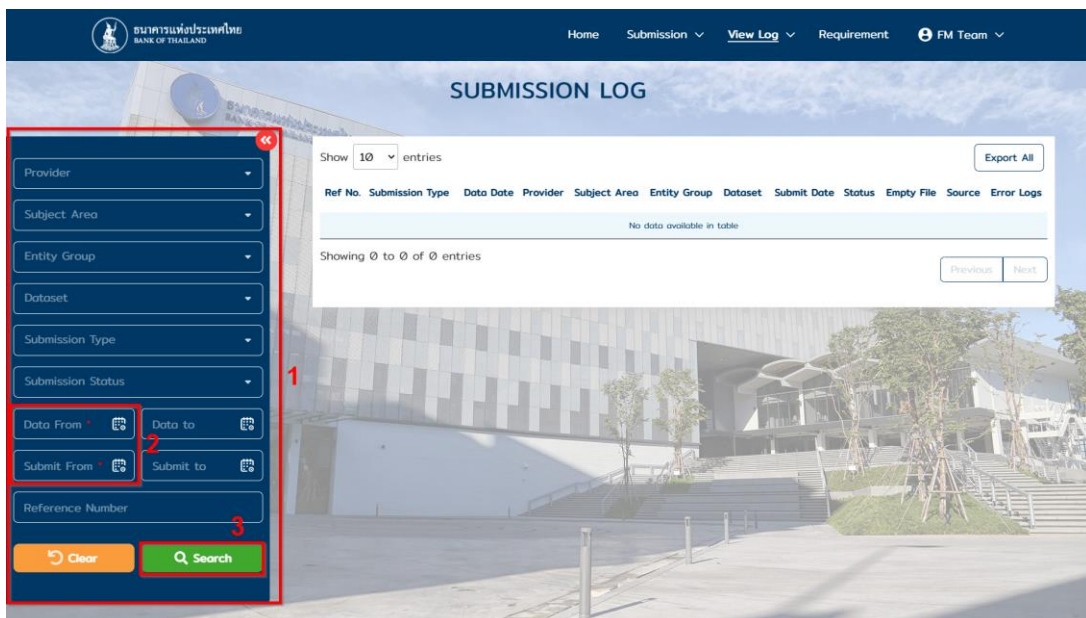 ธนาคารแห่งประเทศไทย
BANK OF THAILAND
Home Submission View Log Requirement FM Team
SUBMISSION LOG
Provider
Subject Area
Entity Group
Dataset
Submission Type
Submission Status
1
Data From * Data to
2
Submit From * Submit to
Reference Number
3
Clear Search
Show 10 entries Export All
Ref No. Submission Type Data Date Provider Subject Area Entity Group Dataset Submit Date Status Empty File Source Error Logs
No data available in table
Showing 0 to 0 of 0 entries
Previous Next